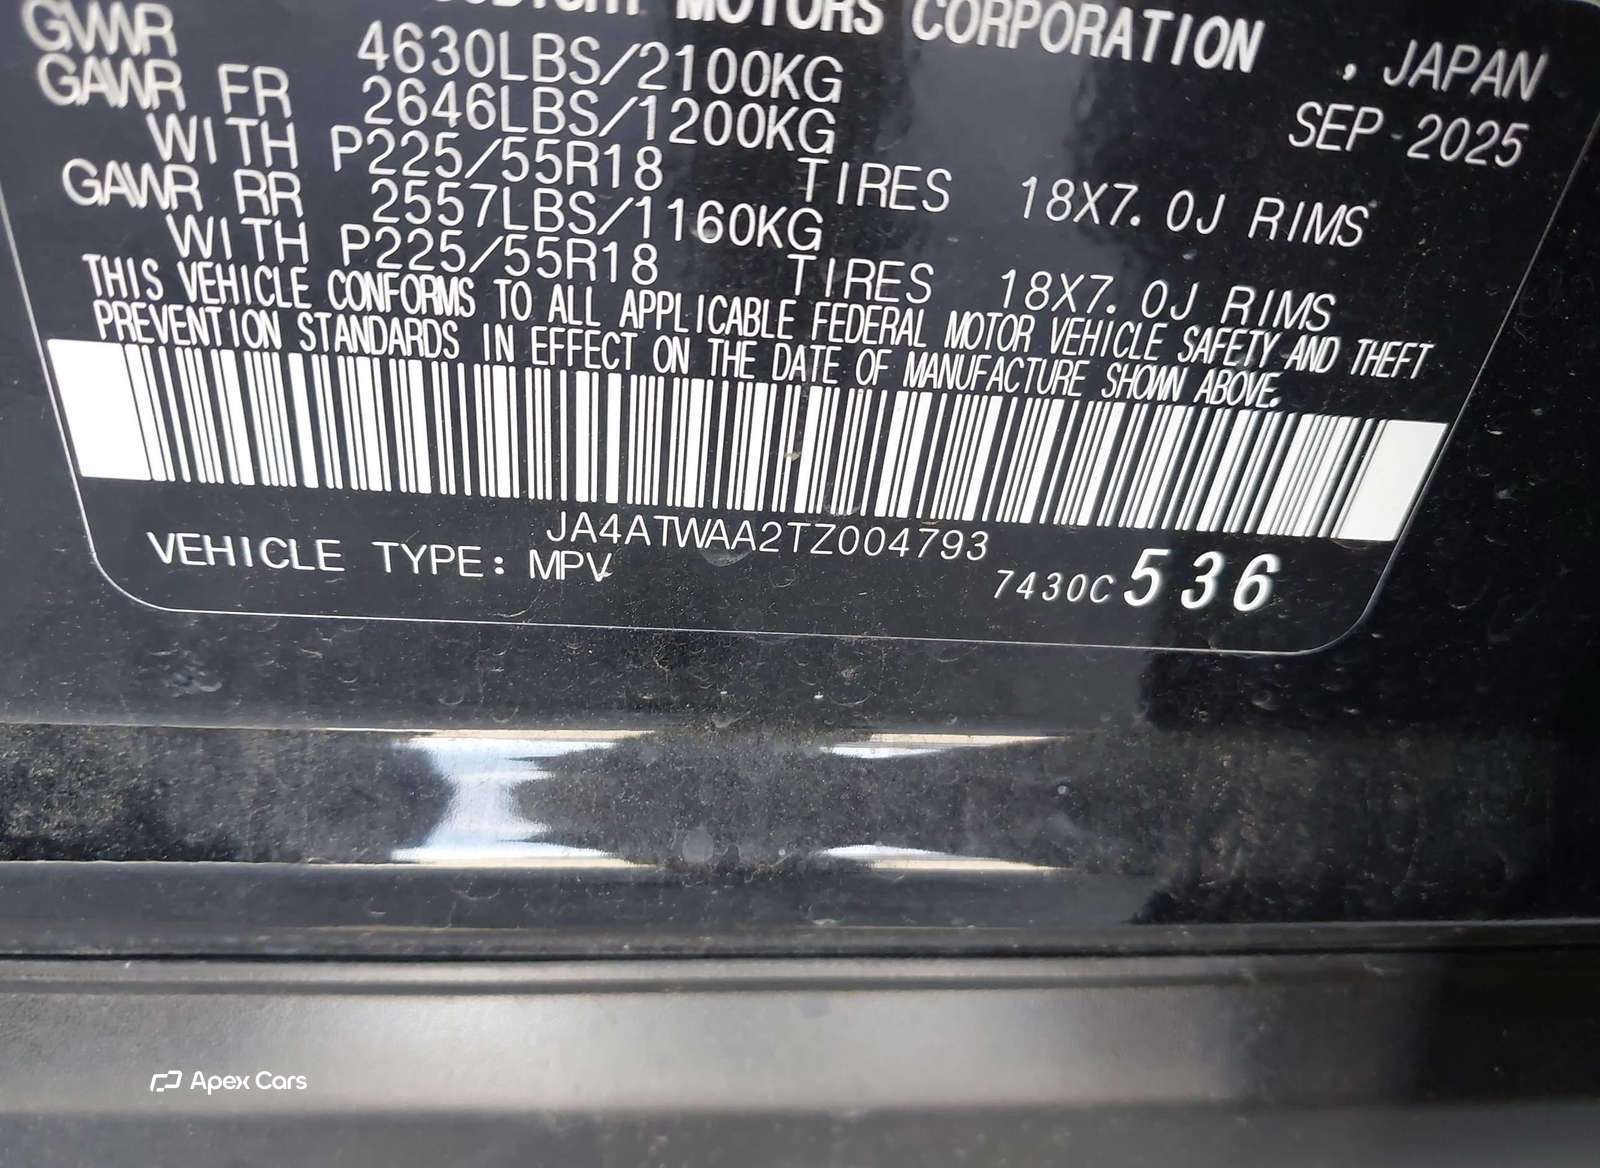 MOTORS CORPORATION , JAPAN
GVWR 4630LBS/2100KG SEP 2025
GAWR FR 2646LBS/1200KG
WITH P225/55R18 TIRES 18X7.0J RIMS
GAWR RR 2557LBS/1160KG
WITH P225/55R18 TIRES 18X7.0J RIMS
THIS VEHICLE CONFORMS TO ALL APPLICABLE FEDERAL MOTOR VEHICLE SAFETY AND THEFT
PREVENTION STANDARDS IN EFFECT ON THE DATE OF MANUFACTURE SHOWN ABOVE.
JA4ATWAA2TZ004793
VEHICLE TYPE: MPV
7430C 536
Apex Cars